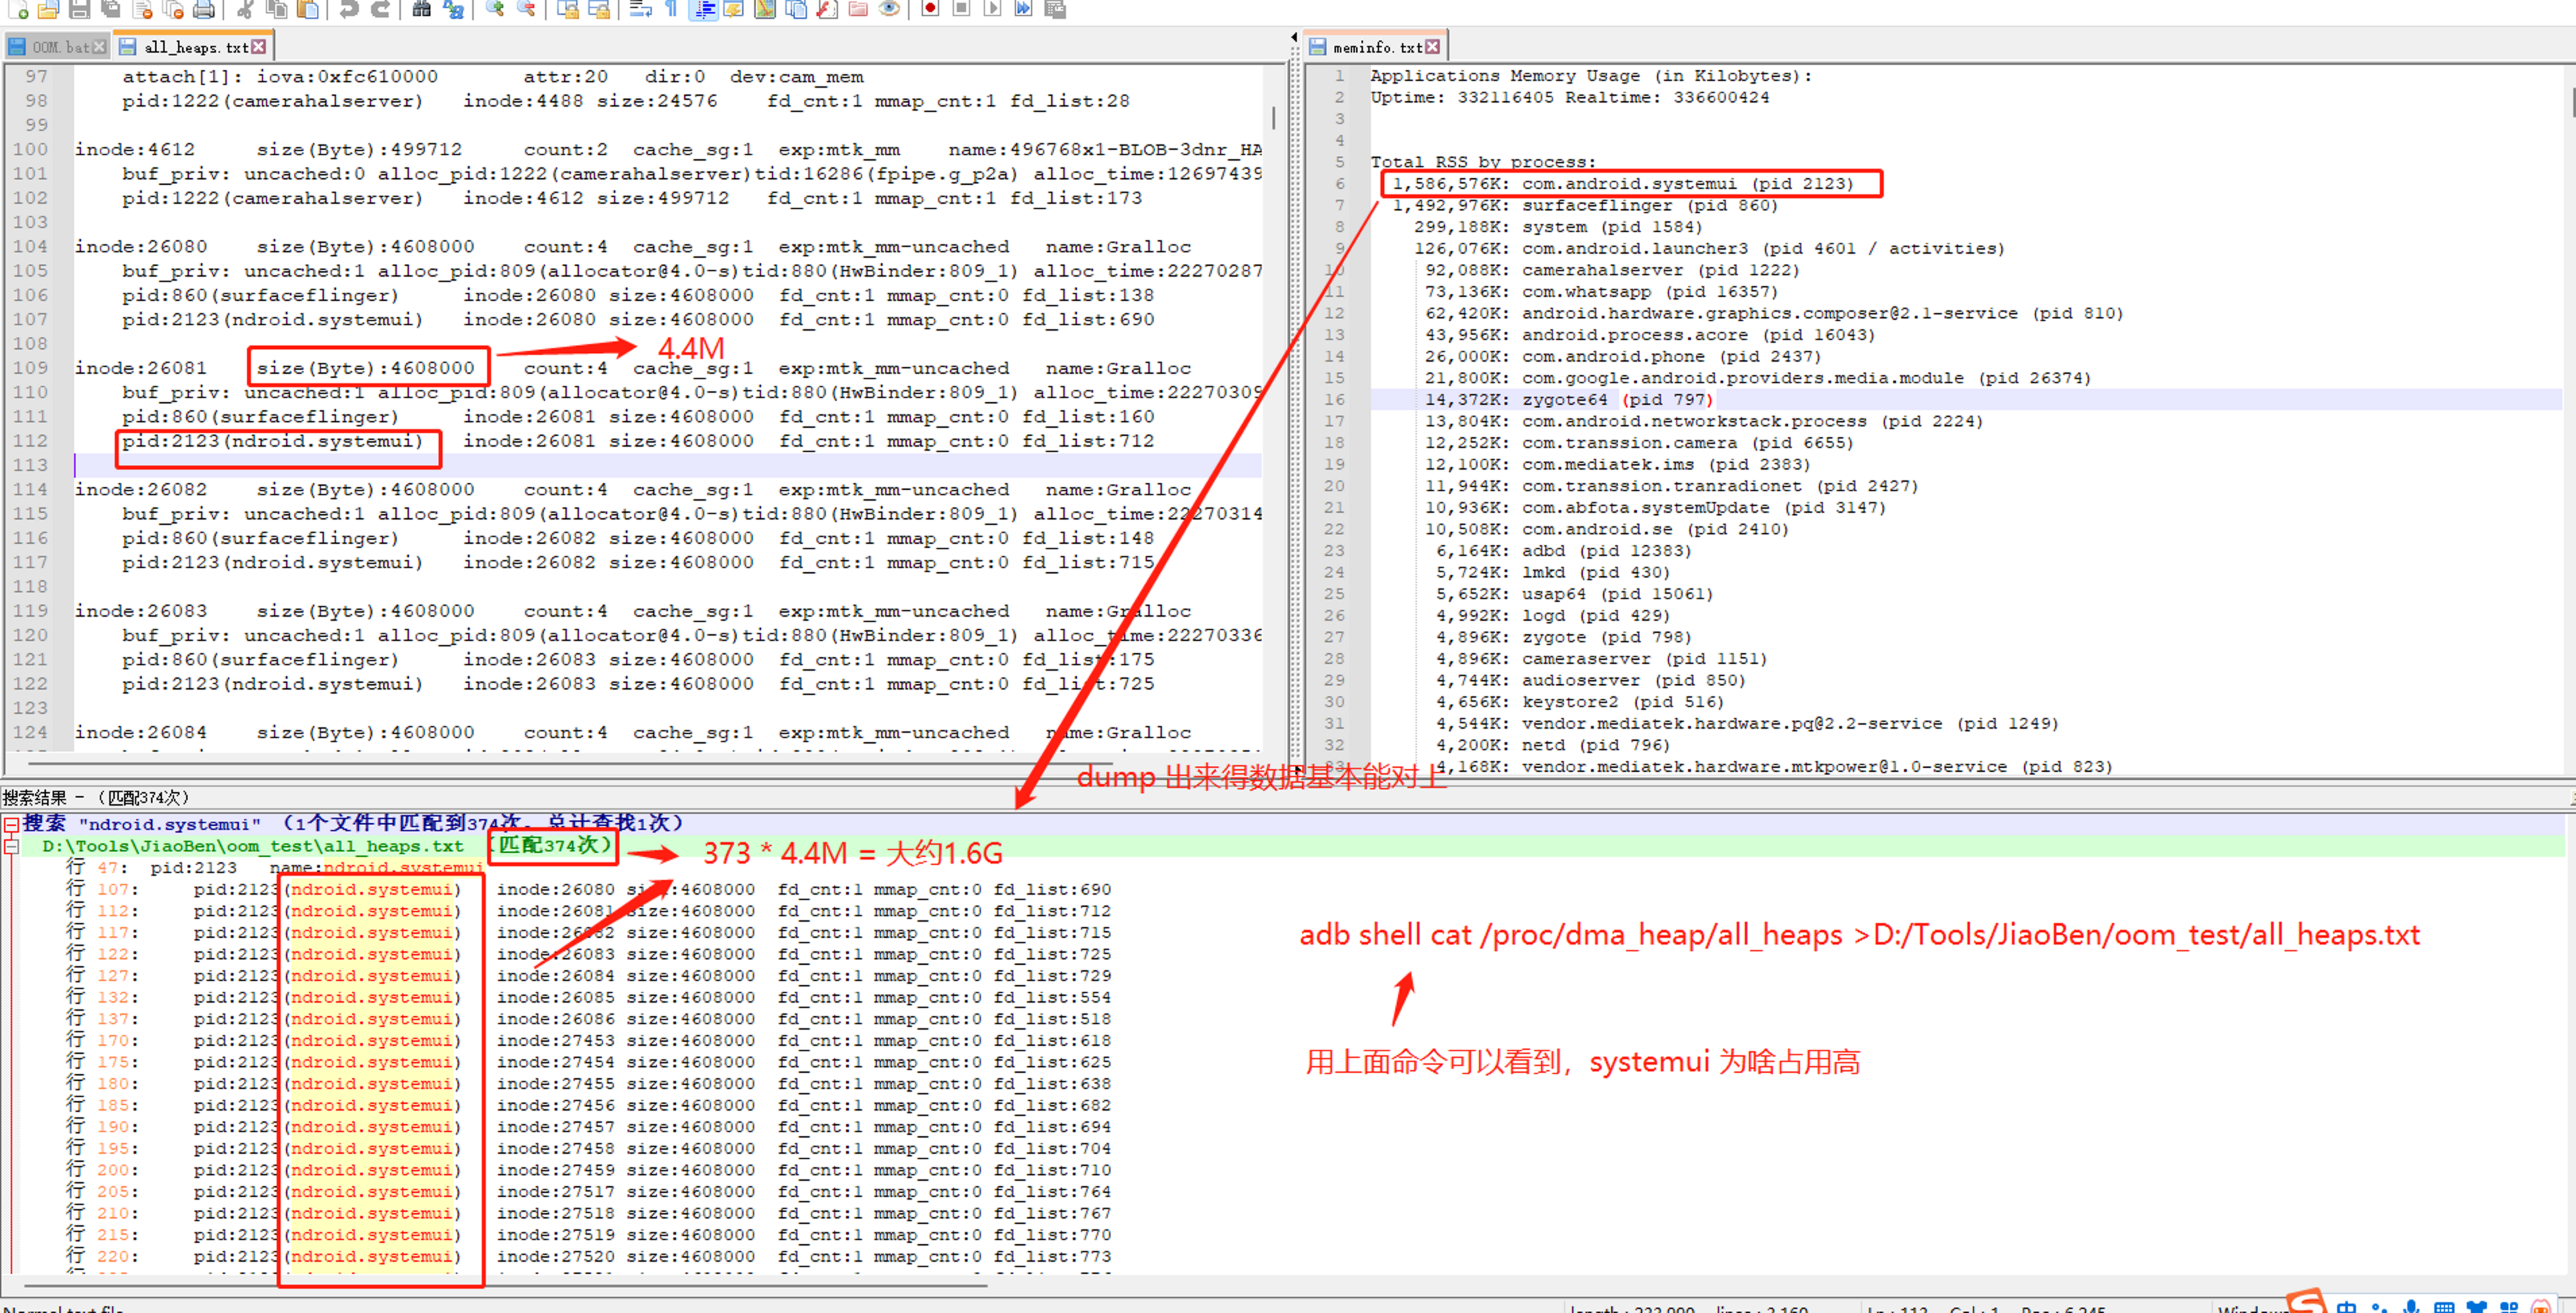 OOM.bat all_heaps.txt
97 attach[1]: iova:0xfc610000 attr:20 dir:0 dev:cam_mem
98 pid:1222(camerahalserver) inode:4488 size:24576 fd_cnt:1 mmap_cnt:1 fd_list:28
99
100 inode:4612 size(Byte):499712 count:2 cache_sg:1 exp:mtk_mm name:496768x1-BLOB-3dnr_HA
101 buf_priv: uncached:0 alloc_pid:1222(camerahalserver)tid:16286(fpipe.g_p2a) alloc_time:12697439
102 pid:1222(camerahalserver) inode:4612 size:499712 fd_cnt:1 mmap_cnt:1 fd_list:173
103
104 inode:26080 size(Byte):4608000 count:4 cache_sg:1 exp:mtk_mm-uncached name:Gralloc
105 buf_priv: uncached:1 alloc_pid:809(allocator@4.0-s)tid:880(HwBinder:809_1) alloc_time:22270287
106 pid:860(surfaceflinger) inode:26080 size:4608000 fd_cnt:1 mmap_cnt:0 fd_list:138
107 pid:2123(ndroid.systemui) inode:26080 size:4608000 fd_cnt:1 mmap_cnt:0 fd_list:690
108
4.4M
109 inode:26081 size(Byte):4608000 count:4 cache_sg:1 exp:mtk_mm-uncached name:Gralloc
110 buf_priv: uncached:1 alloc_pid:809(allocator@4.0-s)tid:880(HwBinder:809_1) alloc_time:22270309
111 pid:860(surfaceflinger) inode:26081 size:4608000 fd_cnt:1 mmap_cnt:0 fd_list:160
112 pid:2123(ndroid.systemui) inode:26081 size:4608000 fd_cnt:1 mmap_cnt:0 fd_list:712
113
114 inode:26082 size(Byte):4608000 count:4 cache_sg:1 exp:mtk_mm-uncached name:Gralloc
115 buf_priv: uncached:1 alloc_pid:809(allocator@4.0-s)tid:880(HwBinder:809_1) alloc_time:22270314
116 pid:860(surfaceflinger) inode:26082 size:4608000 fd_cnt:1 mmap_cnt:0 fd_list:148
117 pid:2123(ndroid.systemui) inode:26082 size:4608000 fd_cnt:1 mmap_cnt:0 fd_list:715
118
119 inode:26083 size(Byte):4608000 count:4 cache_sg:1 exp:mtk_mm-uncached name:Gralloc
120 buf_priv: uncached:1 alloc_pid:809(allocator@4.0-s)tid:880(HwBinder:809_1) alloc_time:22270336
121 pid:860(surfaceflinger) inode:26083 size:4608000 fd_cnt:1 mmap_cnt:0 fd_list:175
122 pid:2123(ndroid.systemui) inode:26083 size:4608000 fd_cnt:1 mmap_cnt:0 fd_list:725
123
124 inode:26084 size(Byte):4608000 count:4 cache_sg:1 exp:mtk_mm-uncached name:Gralloc
meminfo.txt
1 Applications Memory Usage (in Kilobytes):
2 Uptime: 332116405 Realtime: 336600424
3
4
5 Total RSS by process:
6 1,586,576K: com.android.systemui (pid 2123)
7 1,492,976K: surfaceflinger (pid 860)
8 299,188K: system (pid 1584)
9 126,076K: com.android.launcher3 (pid 4601 / activities)
10 92,088K: camerahalserver (pid 1222)
11 73,136K: com.whatsapp (pid 16357)
12 62,420K: android.hardware.graphics.composer@2.1-service (pid 810)
13 43,956K: android.process.acore (pid 16043)
14 26,000K: com.android.phone (pid 2437)
15 21,800K: com.google.android.providers.media.module (pid 26374)
16 14,372K: zygote64 (pid 797)
17 13,804K: com.android.networkstack.process (pid 2224)
18 12,252K: com.transsion.camera (pid 6655)
19 12,100K: com.mediatek.ims (pid 2383)
20 11,944K: com.transsion.tranradionet (pid 2427)
21 10,936K: com.abfota.systemUpdate (pid 3147)
22 10,508K: com.android.se (pid 2410)
23 6,164K: adbd (pid 12383)
24 5,724K: lmkd (pid 430)
25 5,652K: usap64 (pid 15061)
26 4,992K: logd (pid 429)
27 4,896K: zygote (pid 798)
28 4,896K: cameraserver (pid 1151)
29 4,744K: audioserver (pid 850)
30 4,656K: keystore2 (pid 516)
31 4,544K: vendor.mediatek.hardware.pq@2.2-service (pid 1249)
32 4,200K: netd (pid 796)
33 4,168K: vendor.mediatek.hardware.mtkpower@1.0-service (pid 823)
dump 出来得数据基本能对上
搜索结果 - （匹配374次）
搜索 "ndroid.systemui" （1个文件中匹配到374次，总计查找1次）
D:\Tools\JiaoBen\oom_test\all_heaps.txt （匹配374次）
373 * 4.4M = 大约1.6G
行 47: pid:2123 name:ndroid.systemui
行 107: pid:2123(ndroid.systemui) inode:26080 size:4608000 fd_cnt:1 mmap_cnt:0 fd_list:690
行 112: pid:2123(ndroid.systemui) inode:26081 size:4608000 fd_cnt:1 mmap_cnt:0 fd_list:712
行 117: pid:2123(ndroid.systemui) inode:26082 size:4608000 fd_cnt:1 mmap_cnt:0 fd_list:715
行 122: pid:2123(ndroid.systemui) inode:26083 size:4608000 fd_cnt:1 mmap_cnt:0 fd_list:725
行 127: pid:2123(ndroid.systemui) inode:26084 size:4608000 fd_cnt:1 mmap_cnt:0 fd_list:729
行 132: pid:2123(ndroid.systemui) inode:26085 size:4608000 fd_cnt:1 mmap_cnt:0 fd_list:554
行 137: pid:2123(ndroid.systemui) inode:26086 size:4608000 fd_cnt:1 mmap_cnt:0 fd_list:518
行 170: pid:2123(ndroid.systemui) inode:27453 size:4608000 fd_cnt:1 mmap_cnt:0 fd_list:618
行 175: pid:2123(ndroid.systemui) inode:27454 size:4608000 fd_cnt:1 mmap_cnt:0 fd_list:625
行 180: pid:2123(ndroid.systemui) inode:27455 size:4608000 fd_cnt:1 mmap_cnt:0 fd_list:638
行 185: pid:2123(ndroid.systemui) inode:27456 size:4608000 fd_cnt:1 mmap_cnt:0 fd_list:682
行 190: pid:2123(ndroid.systemui) inode:27457 size:4608000 fd_cnt:1 mmap_cnt:0 fd_list:694
行 195: pid:2123(ndroid.systemui) inode:27458 size:4608000 fd_cnt:1 mmap_cnt:0 fd_list:704
行 200: pid:2123(ndroid.systemui) inode:27459 size:4608000 fd_cnt:1 mmap_cnt:0 fd_list:710
行 205: pid:2123(ndroid.systemui) inode:27517 size:4608000 fd_cnt:1 mmap_cnt:0 fd_list:764
行 210: pid:2123(ndroid.systemui) inode:27518 size:4608000 fd_cnt:1 mmap_cnt:0 fd_list:767
行 215: pid:2123(ndroid.systemui) inode:27519 size:4608000 fd_cnt:1 mmap_cnt:0 fd_list:770
行 220: pid:2123(ndroid.systemui) inode:27520 size:4608000 fd_cnt:1 mmap_cnt:0 fd_list:773
adb shell cat /proc/dma_heap/all_heaps >D:/Tools/JiaoBen/oom_test/all_heaps.txt
用上面命令可以看到，systemui 为啥占用高